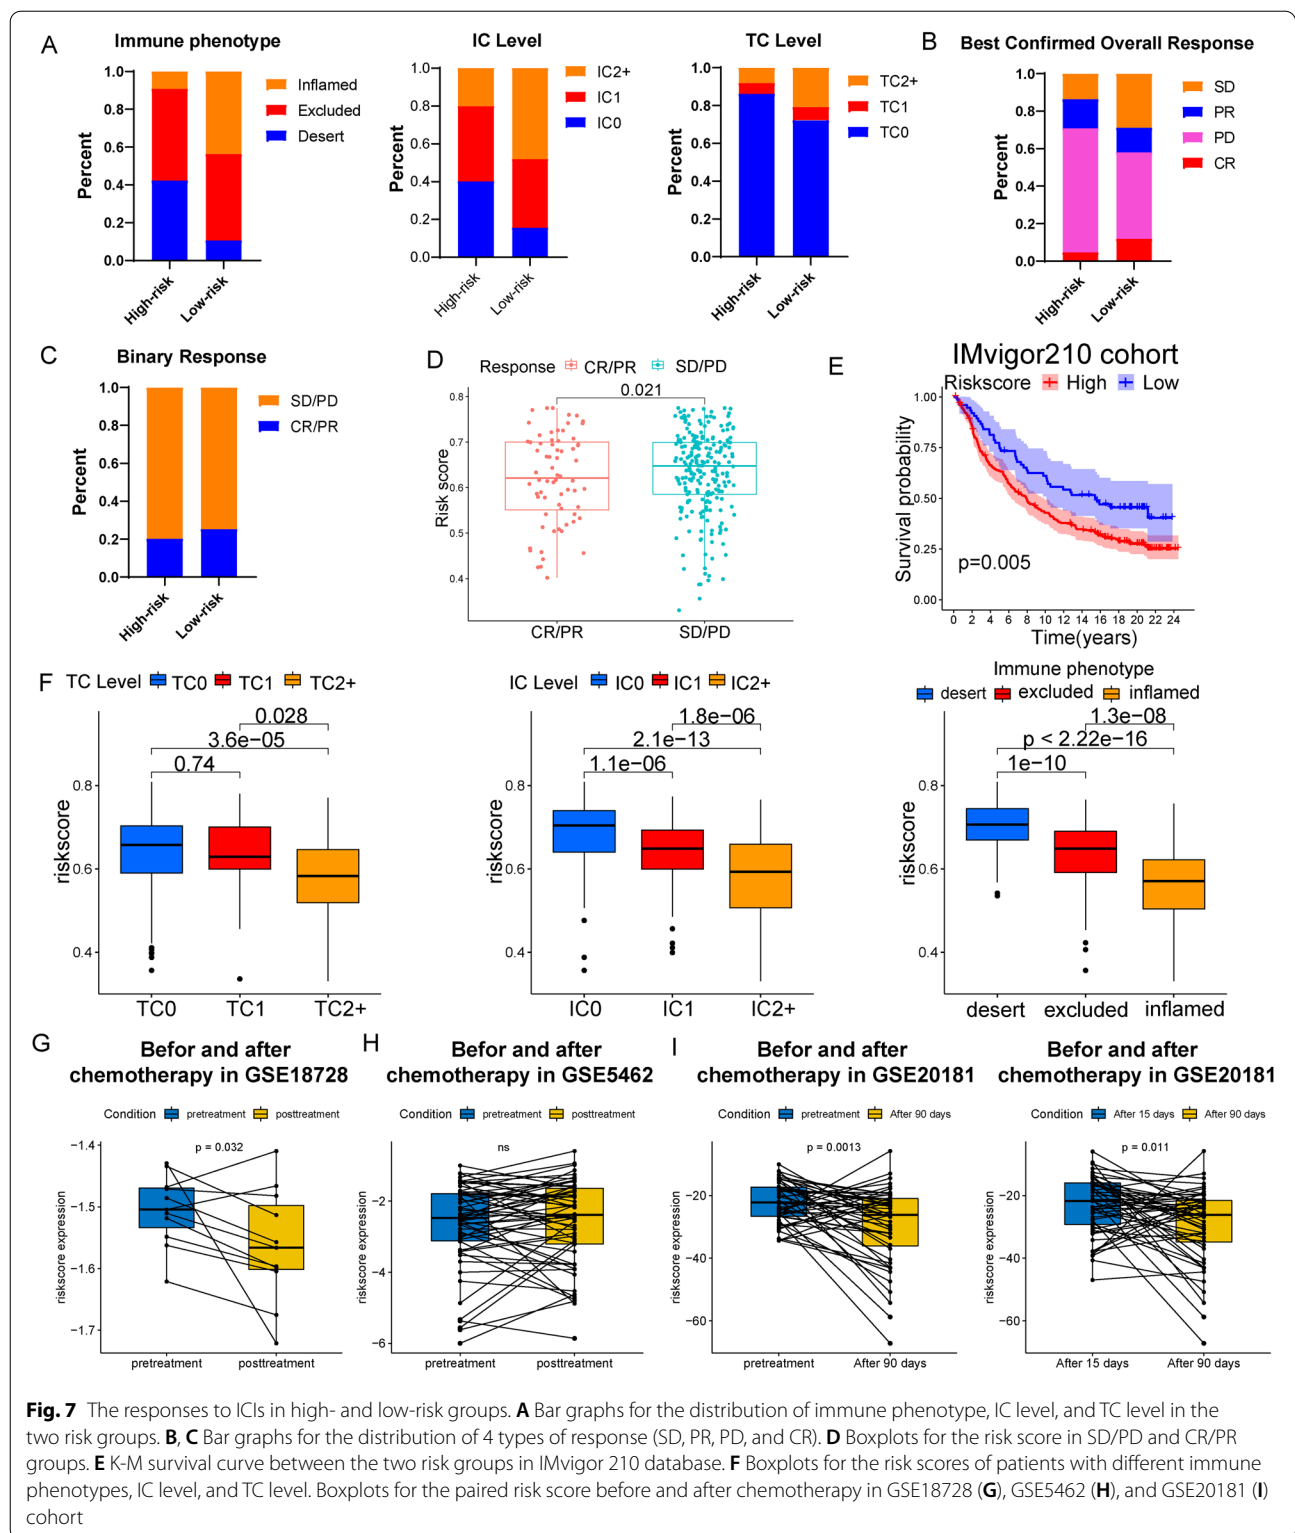 A
Immune phenotype
Percent
1.0
0.8
0.6
0.4
0.2
0.0
High-risk
Low-risk
Inflamed
Excluded
Desert
IC Level
Percent
1.0
0.8
0.6
0.4
0.2
0.0
High-risk
Low-risk
IC2+
IC1
IC0
TC Level
Percent
1.0
0.8
0.6
0.4
0.2
0.0
High-risk
Low-risk
TC2+
TC1
TC0
B
Best Confirmed Overall Response
Percent
1.0
0.8
0.6
0.4
0.2
0.0
High-risk
Low-risk
SD
PR
PD
CR
C
Binary Response
Percent
1.0
0.8
0.6
0.4
0.2
0.0
High-risk
Low-risk
SD/PD
CR/PR
D
Response CR/PR SD/PD
0.021
Risk score
0.8
0.7
0.6
0.5
0.4
CR/PR SD/PD
E
IMvigor210 cohort
Riskscore High Low
Survival probability
1.00
0.75
0.50
0.25
0.00
p=0.005
0 2 4 6 8 10 12 14 16 18 20 22 24
Time(years)
F
TC Level TC0 TC1 TC2+
0.028
3.6e−05
0.74
riskscore
0.8
0.6
0.4
TC0 TC1 TC2+
IC Level IC0 IC1 IC2+
1.8e−06
2.1e−13
1.1e−06
riskscore
0.8
0.6
0.4
IC0 IC1 IC2+
Immune phenotype
desert excluded inflamed
1.3e−08
p < 2.22e−16
1e−10
riskscore
0.8
0.6
0.4
desert excluded inflamed
G
Befor and after
chemotherapy in GSE18728
Condition pretreatment posttreatment
p = 0.032
riskscore expression
−1.4
−1.5
−1.6
−1.7
pretreatment posttreatment
H
Befor and after
chemotherapy in GSE5462
Condition pretreatment posttreatment
ns
riskscore expression
−2
−4
−6
pretreatment posttreatment
I
Befor and after
chemotherapy in GSE20181
Condition pretreatment After 90 days
p = 0.0013
riskscore expression
−20
−40
−60
pretreatment After 90 days
Befor and after
chemotherapy in GSE20181
Condition After 15 days After 90 days
p = 0.011
riskscore expression
−20
−40
−60
After 15 days After 90 days
Fig. 7 The responses to ICIs in high- and low-risk groups. A Bar graphs for the distribution of immune phenotype, IC level, and TC level in the
two risk groups. B, C Bar graphs for the distribution of 4 types of response (SD, PR, PD, and CR). D Boxplots for the risk score in SD/PD and CR/PR
groups. E K-M survival curve between the two risk groups in IMvigor 210 database. F Boxplots for the risk scores of patients with different immune
phenotypes, IC level, and TC level. Boxplots for the paired risk score before and after chemotherapy in GSE18728 (G), GSE5462 (H), and GSE20181 (I)
cohort